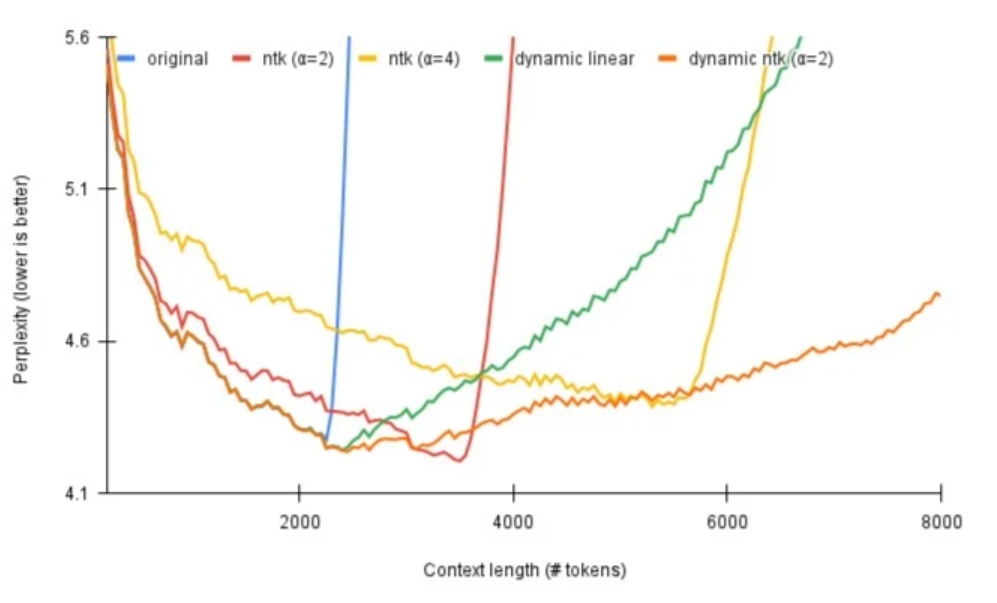 5.6
original ntk (α=2) ntk (α=4) dynamic linear dynamic ntk (α=2)
5.1
Perplexity (lower is better)
4.6
4.1
2000 4000 6000 8000
Context length (# tokens)